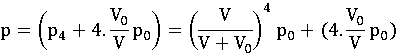 p = (p₄ + 4. V₀/V p₀) = (V/(V + V₀))⁴ p₀ + (4. V₀/V p₀)